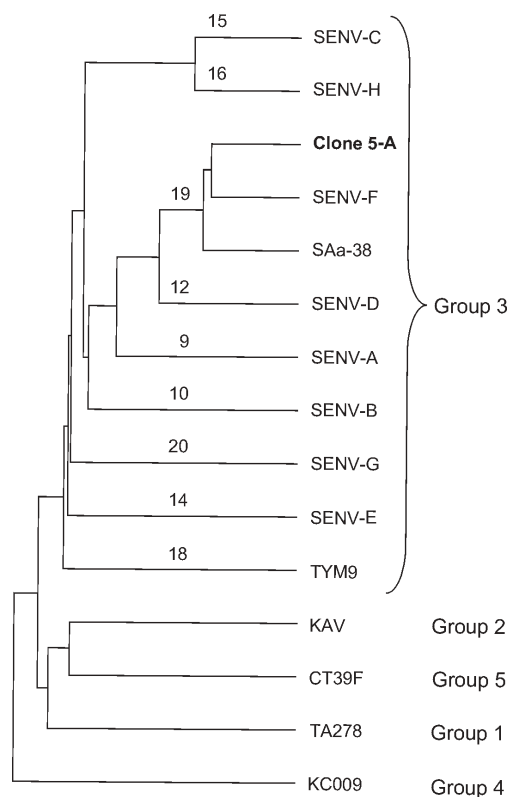 15
SENV-C
16
SENV-H
Clone 5-A
19
SENV-F
SAa-38
12
SENV-D
Group 3
9
SENV-A
10
SENV-B
20
SENV-G
14
SENV-E
18
TYM9
KAV Group 2
CT39F Group 5
TA278 Group 1
KC009 Group 4